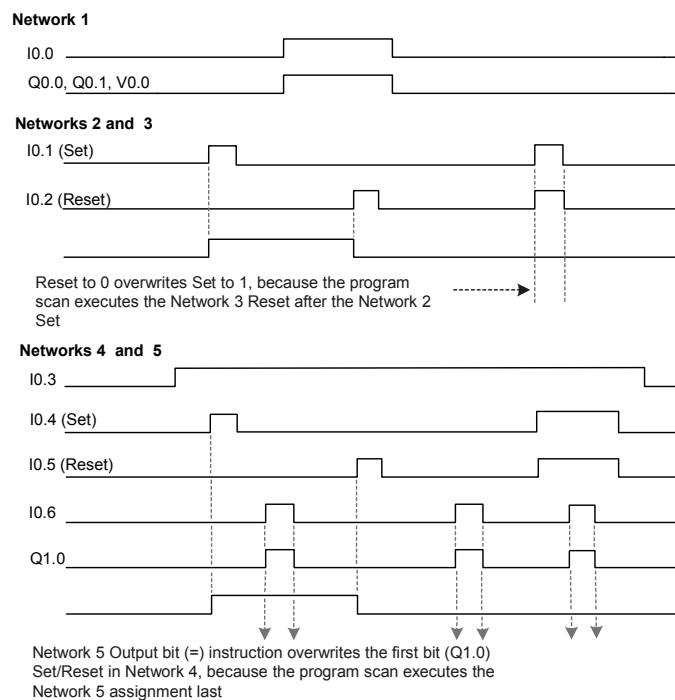 Network 1
I0.0
Q0.0, Q0.1, V0.0
Networks 2 and 3
I0.1 (Set)
I0.2 (Reset)
Reset to 0 overwrites Set to 1, because the program
scan executes the Network 3 Reset after the Network 2
Set
Networks 4 and 5
I0.3
I0.4 (Set)
I0.5 (Reset)
I0.6
Q1.0
Network 5 Output bit (=) instruction overwrites the first bit (Q1.0)
Set/Reset in Network 4, because the program scan executes the
Network 5 assignment last